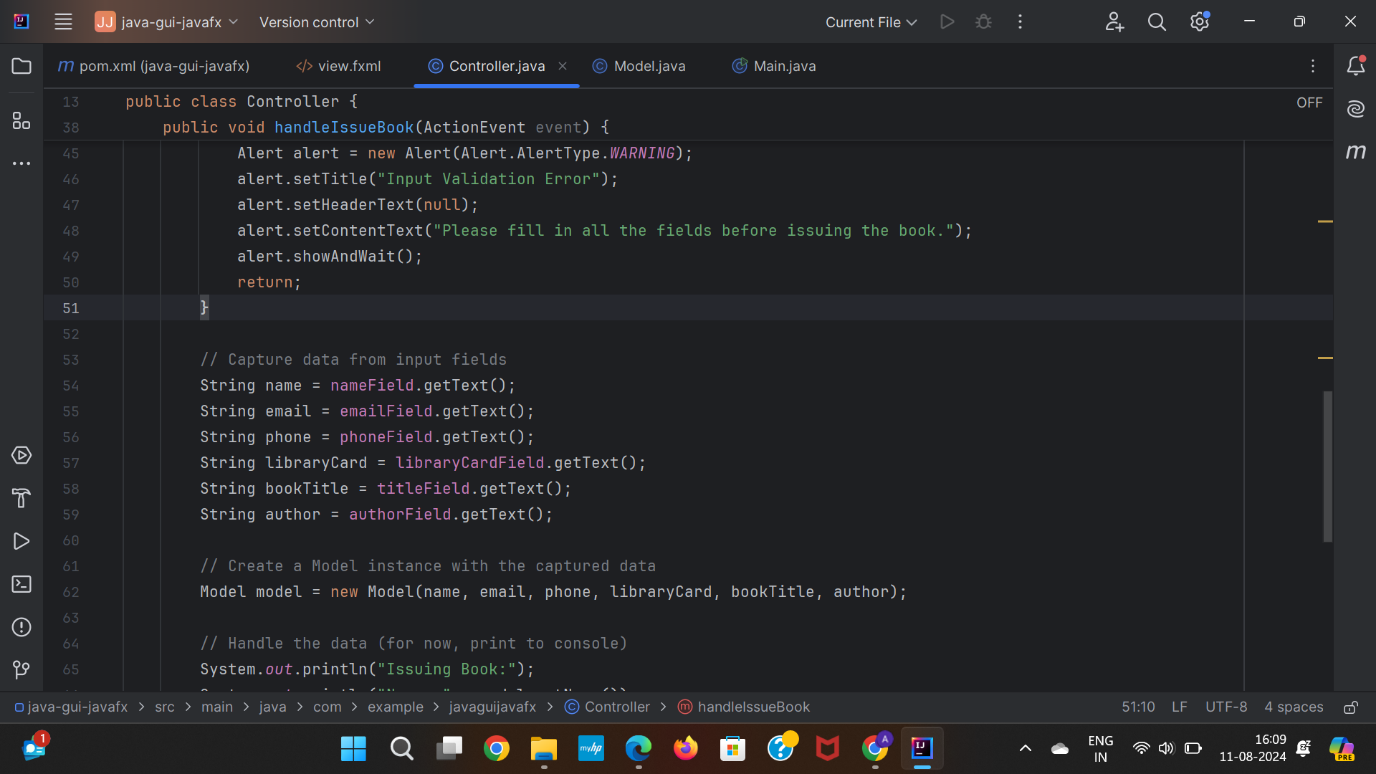 JJ java-gui-javafx Version control Current File
m pom.xml (java-gui-javafx) </> view.fxml © Controller.java © Model.java © Main.java
13 public class Controller { OFF
38 public void handleIssueBook(ActionEvent event) {
45 Alert alert = new Alert(Alert.AlertType.WARNING);
46 alert.setTitle("Input Validation Error");
47 alert.setHeaderText(null);
48 alert.setContentText("Please fill in all the fields before issuing the book.");
49 alert.showAndWait();
50 return;
51 }
52
53 // Capture data from input fields
54 String name = nameField.getText();
55 String email = emailField.getText();
56 String phone = phoneField.getText();
57 String libraryCard = libraryCardField.getText();
58 String bookTitle = titleField.getText();
59 String author = authorField.getText();
60
61 // Create a Model instance with the captured data
62 Model model = new Model(name, email, phone, libraryCard, bookTitle, author);
63
64 // Handle the data (for now, print to console)
65 System.out.println("Issuing Book:");
java-gui-javafx > src > main > java > com > example > javaguijavafx > © Controller > m handleIssueBook 51:10 LF UTF-8 4 spaces
1 myhp A ENG 16:09 PRE
IN 11-08-2024